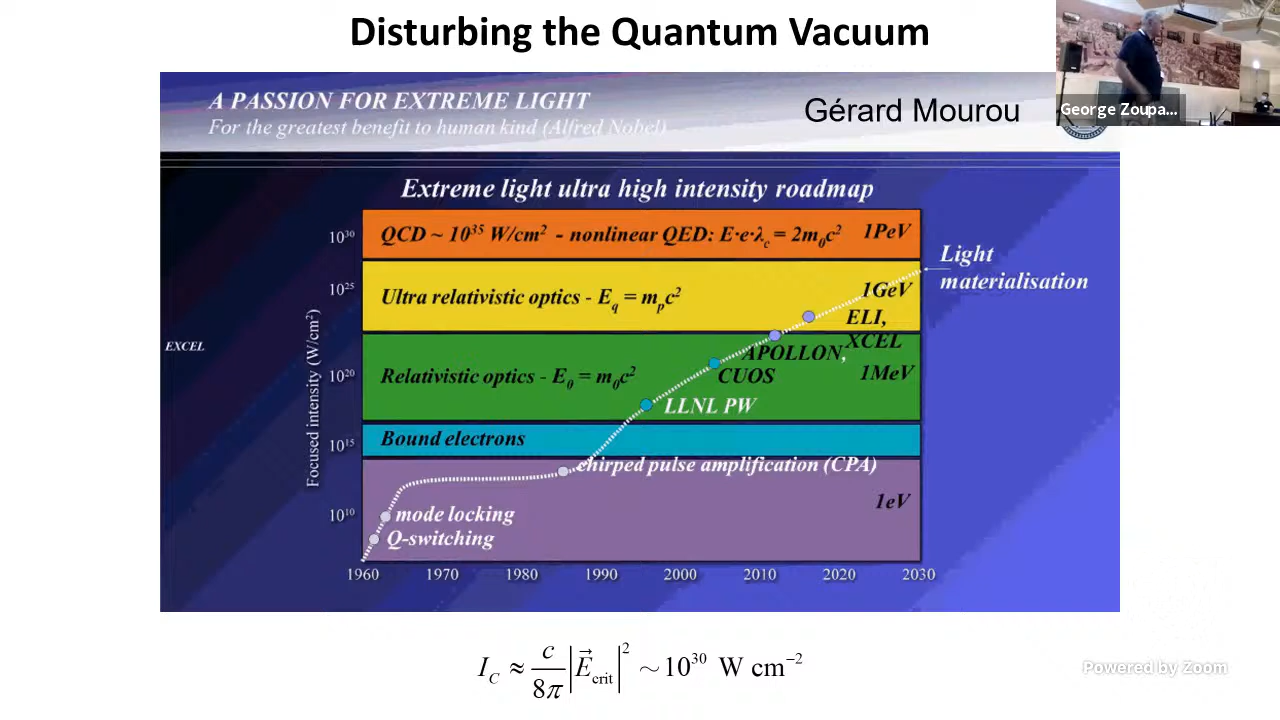 Disturbing the Quantum Vacuum
A PASSION FOR EXTREME LIGHT
For the greatest benefit to human kind (Alfred Nobel)
Gérard Mourou
George Zoupa...
Extreme light ultra high intensity roadmap
10³⁰
QCD ~ 10³⁵ W/cm² - nonlinear QED: E·e·λ_c = 2m₀c²
1PeV
Light
materialisation
10²⁵
Ultra relativistic optics - E_q = m_pc²
1GeV
ELI,
XCEL
EXCEL
Focused intensity (W/cm²)
APOLLON,
10²⁰
Relativistic optics - E₀ = m₀c²
CUOS
1MeV
LLNL PW
10¹⁵
Bound electrons
chirped pulse amplification (CPA)
1eV
10¹⁰
mode locking
Q-switching
1960 1970 1980 1990 2000 2010 2020 2030
I_C ≈ c/8π |E⃗_crit|² ~ 10³⁰ W cm⁻²
Powered by Zoom